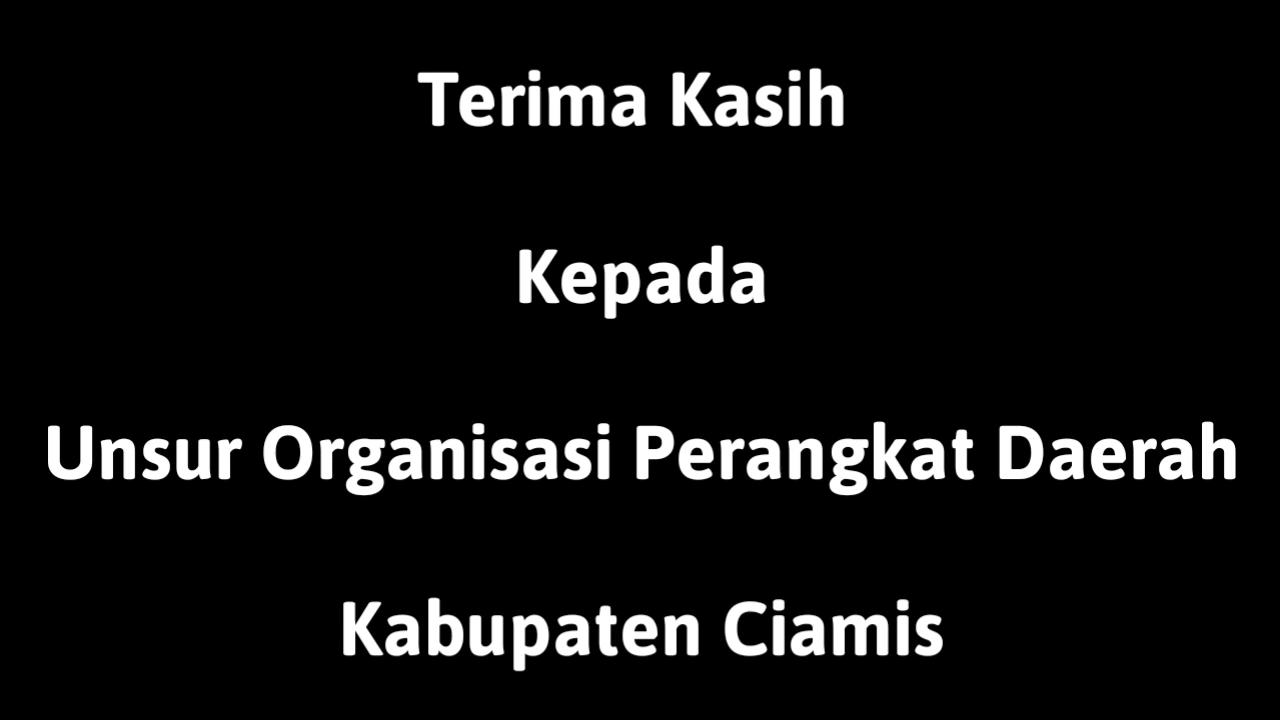 Terima Kasih
Kepada
Unsur Organisasi Perangkat Daerah
Kabupaten Ciamis